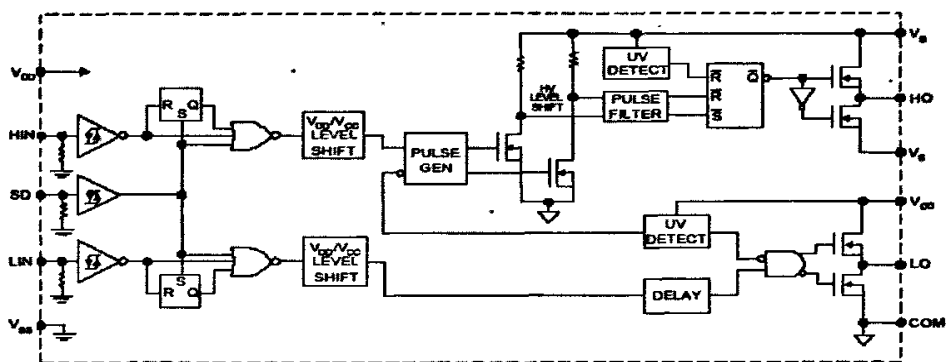 VB
UV
DETECT
VDD
R Q
S
HV
LEVEL
SHIFT
R Q
R
S
PULSE
FILTER
HO
HIN
VDD/VCC
LEVEL
SHIFT
PULSE
GEN
VS
SD
VCC
UV
DETECT
LIN
VDD/VCC
LEVEL
SHIFT
LO
S
R Q
DELAY
VSS
COM